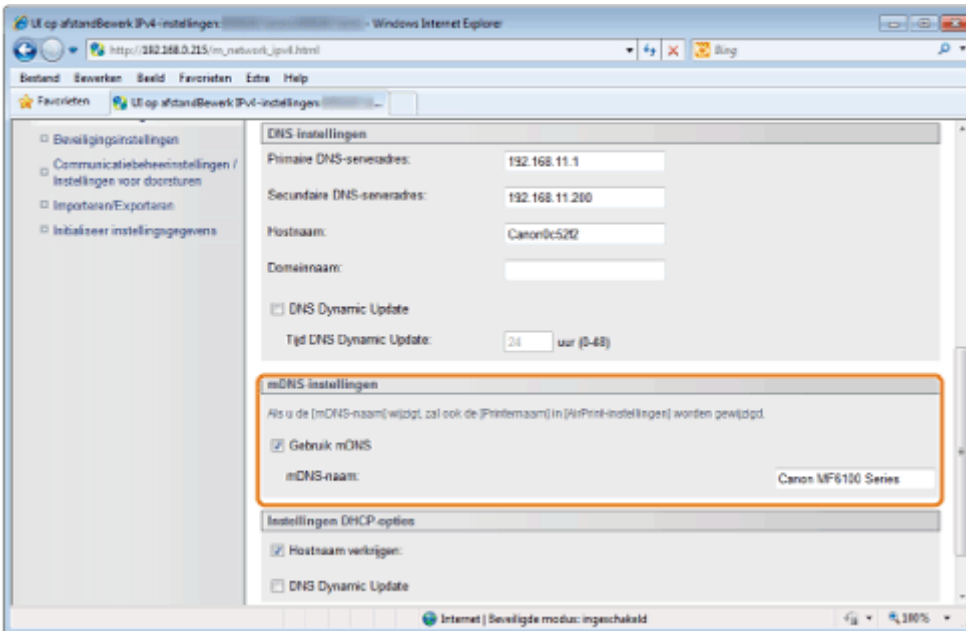 UI op afstandBewerk IPv4-instellingen: - Windows Internet Explorer
http://192.168.0.215/m_network_ipv4.html
Bing
Bestand Bewerken Beeld Favorieten Extra Help
Favorieten UI op afstandBewerk IPv4-instellingen:
Beveiligingsinstellingen
Communicatiebeheerinstellingen /
Instellingen voor doorsturen
Importeren/Exporteren
Initialiseer instellingsgegevens
DNS-instellingen
Primaire DNS-serveradres: 192.168.11.1
Secundaire DNS-serveradres: 192.168.11.200
Hostnaam: Canon0c52f2
Domeinnaam:
DNS Dynamic Update
Tijd DNS Dynamic Update: 24 uur (0-48)
mDNS-instellingen
Als u de [mDNS-naam] wijzigt, zal ook de [Printernaam] in [AirPrint-instellingen] worden gewijzigd.
Gebruik mDNS
mDNS-naam: Canon MF6100 Series
Instellingen DHCP-opties
Hostnaam verkrijgen:
DNS Dynamic Update
Internet | Beveiligde modus: ingeschakeld 100%